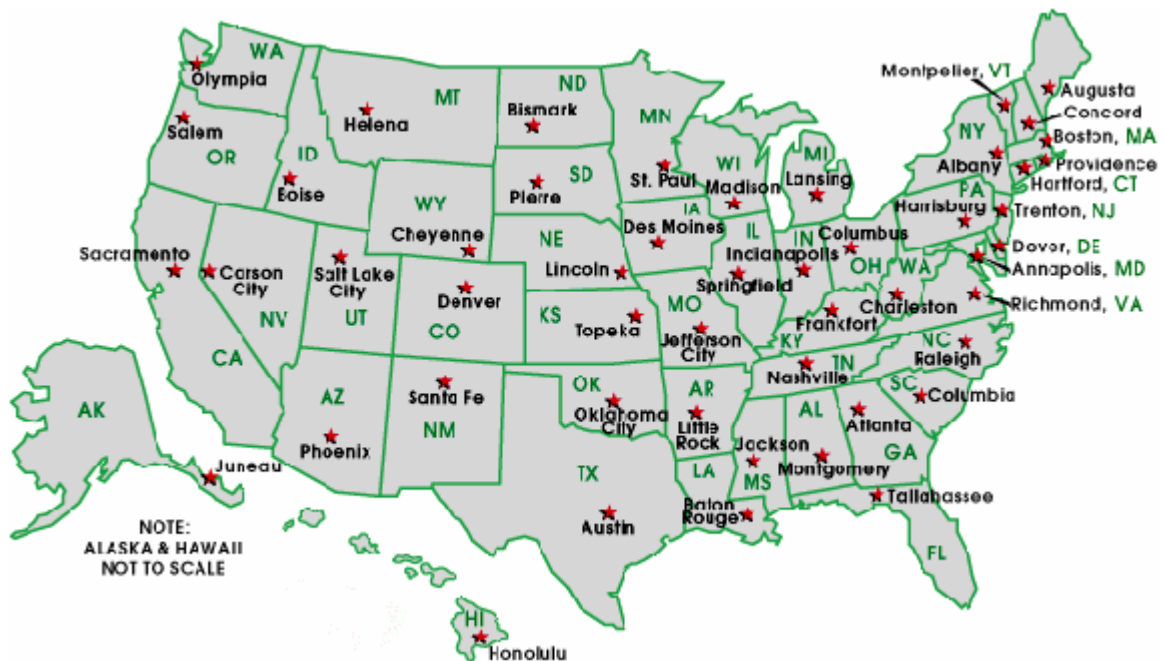 WA
Olympia
MT
ND
Montpelier, VT
Augusta
Helena
Bismark
MN
Concord
Salem
NY
Boston, MA
OR
ID
SD
WI
MI
Albany
Providence
Boise
Pierre
St. Paul
Madison
Lansing
PA
Hartford, CT
WY
IA
Harrisburg
Trenton, NJ
Cheyenne
NE
Des Moines
IL
IN
Columbus
Dover, DE
Sacramento
Carson
City
Salt Lake
City
Lincoln
Indianapolis
OH
WA
Annapolis, MD
Denver
Springfield
Charleston
Richmond, VA
NV
UT
CO
KS
Topeka
MO
Jefferson
City
Frankfort
KY
NC
Raleigh
CA
TN
Nashville
AK
AZ
Santa Fe
OK
Oklahoma
City
AR
SC
Columbia
NM
Little
Rock
AL
Atlanta
Phoenix
Jackson
GA
Juneau
TX
LA
MS
Montgomery
Tallahassee
Austin
Baton
Rouge
NOTE:
ALASKA & HAWAII
NOT TO SCALE
FL
HI
Honolulu